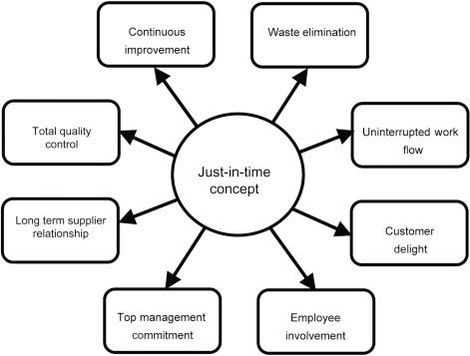 Continuous
improvement
Waste elimination
Total quality
control
Uninterrupted work
flow
Just-in-time
concept
Long term supplier
relationship
Customer
delight
Top management
commitment
Employee
involvement